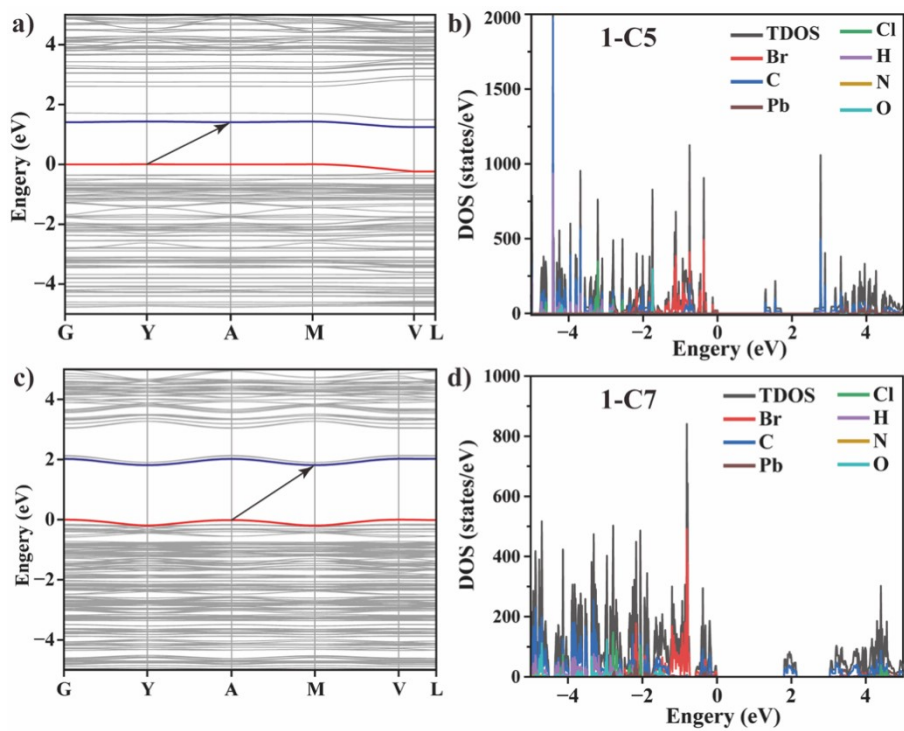 a)
Engery (eV)
4
2
0
−2
−4
G Y A M V L
b)
1-C5
DOS (states/eV)
2000
1500
1000
500
0
TDOS
Br
C
Pb
Cl
H
N
O
−4 −2 0 2 4
Engery (eV)
c)
Engery (eV)
4
2
0
−2
−4
G Y A M V L
d)
1-C7
DOS (states/eV)
1000
800
600
400
200
0
TDOS
Br
C
Pb
Cl
H
N
O
−4 −2 0 2 4
Engery (eV)